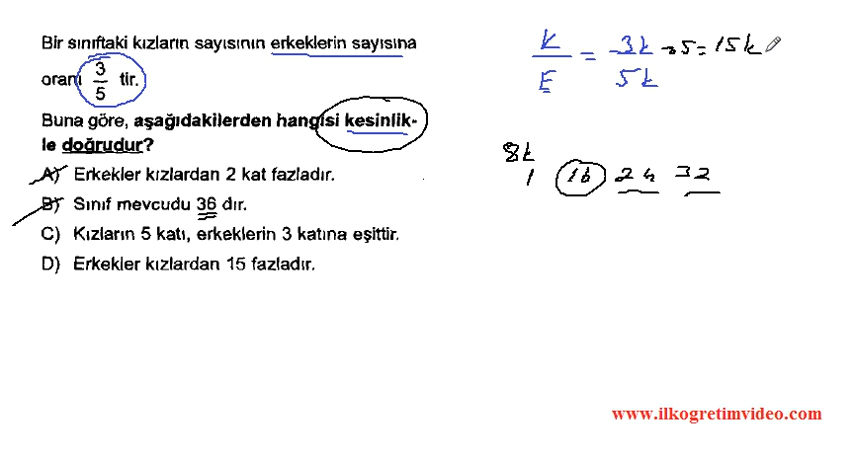 Bir sınıftaki kızların sayısının erkeklerin sayısına
oranı 3/5 tir.
Buna göre, aşağıdakilerden hangisi kesinlik-
le doğrudur?
A) Erkekler kızlardan 2 kat fazladır.
B) Sınıf mevcudu 36 dır.
C) Kızların 5 katı, erkeklerin 3 katına eşittir.
D) Erkekler kızlardan 15 fazladır.
K/E = 3k/5k → 5 = 15k
8k
1 16 24 32
www.ilkogretimvideo.com